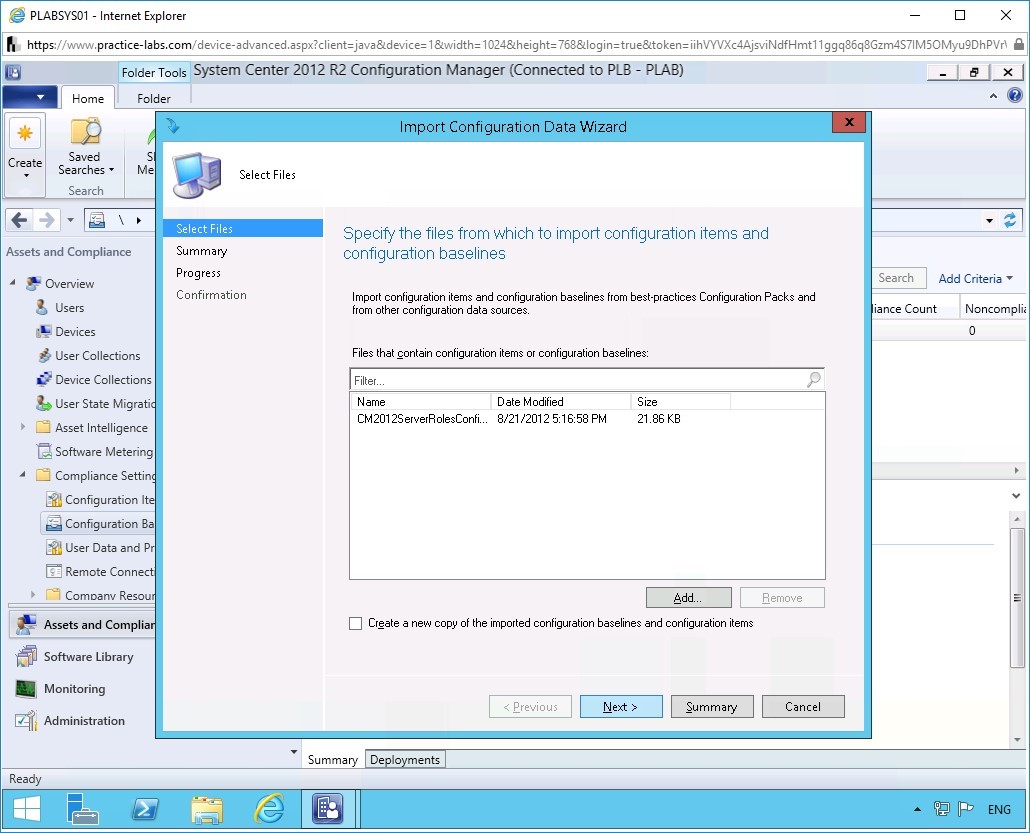 PLABSYS01 - Internet Explorer
https://www.practice-labs.com/device-advanced.aspx?client=java&device=1&width=1024&height=768&login=true&token=
Folder Tools System Center 2012 R2 Configuration Manager (Connected to PLB - PLAB)
Home Folder
Import Configuration Data Wizard
Create
Saved
Searches
Search
Select Files
Assets and Compliance
Overview
Users
Devices
User Collections
Device Collections
User State Migratio
Asset Intelligence
Software Metering
Compliance Setting
Configuration Ite
Configuration Ba
User Data and Pr
Remote Connecti
Company Resour
Assets and Complian
Software Library
Monitoring
Administration
Select Files
Summary
Progress
Confirmation
Specify the files from which to import configuration items and
configuration baselines
Import configuration items and configuration baselines from best-practices Configuration Packs and
from other configuration data sources.
Files that contain configuration items or configuration baselines:
Filter...
Name Date Modified Size
CM2012ServerRolesConfi... 8/21/2012 5:16:58 PM 21.86 KB
Add... Remove
Create a new copy of the imported configuration baselines and configuration items
< Previous Next > Summary Cancel
Search Add Criteria
liance Count Noncomplia
0
Summary Deployments
Ready
ENG